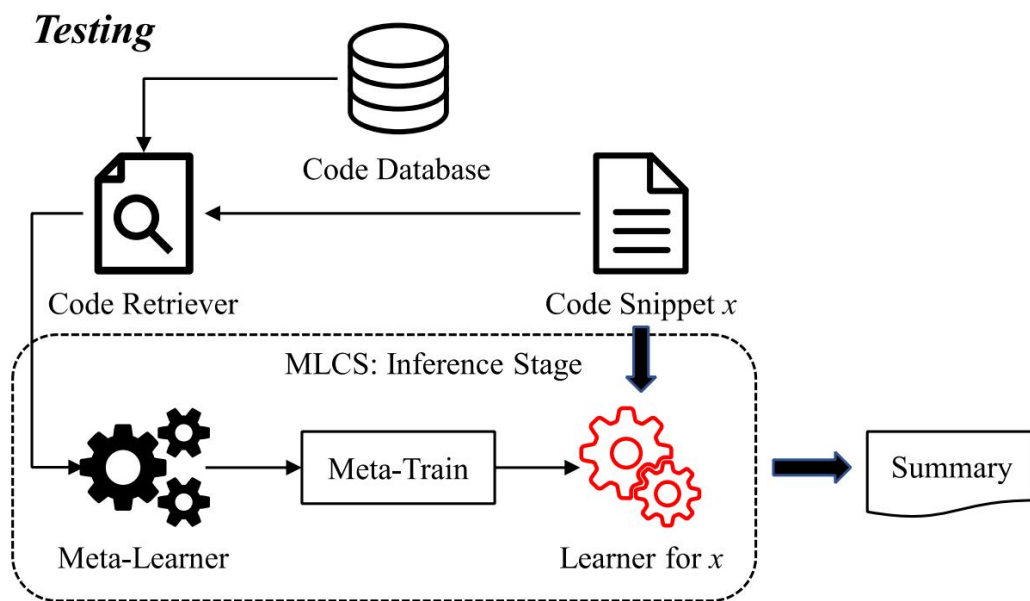 Testing
Code Database
Code Retriever
Code Snippet x
MLCS: Inference Stage
Meta-Train
Summary
Meta-Learner
Learner for x